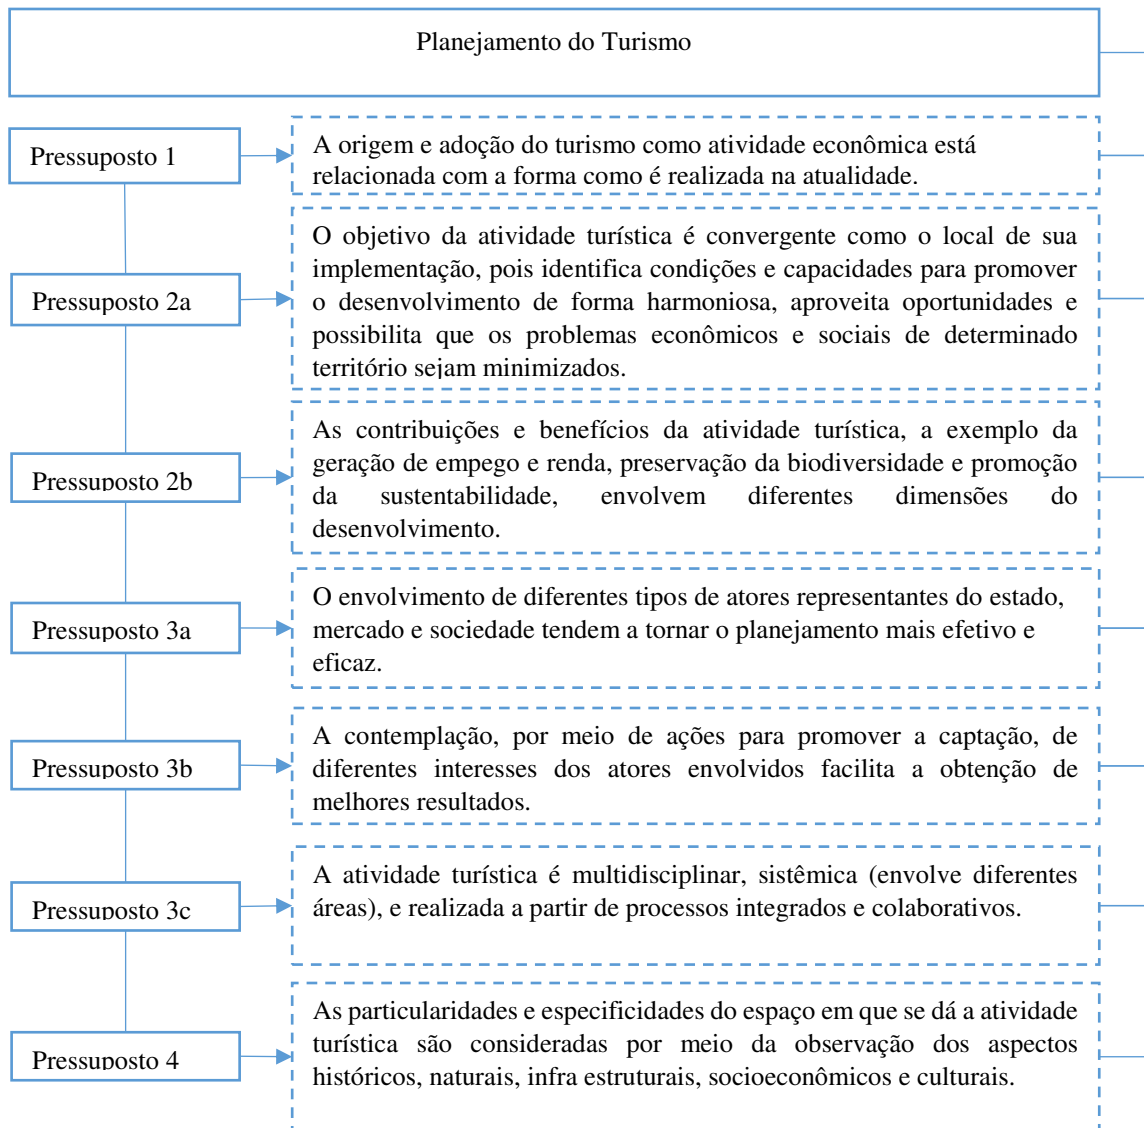 Planejamento do Turismo
Pressuposto 1
A origem e adoção do turismo como atividade econômica está
relacionada com a forma como é realizada na atualidade.
Pressuposto 2a
O objetivo da atividade turística é convergente como o local de sua
implementação, pois identifica condições e capacidades para promover
o desenvolvimento de forma harmoniosa, aproveita oportunidades e
possibilita que os problemas econômicos e sociais de determinado
território sejam minimizados.
Pressuposto 2b
As contribuições e benefícios da atividade turística, a exemplo da
geração de empego e renda, preservação da biodiversidade e promoção
da sustentabilidade, envolvem diferentes dimensões do
desenvolvimento.
Pressuposto 3a
O envolvimento de diferentes tipos de atores representantes do estado,
mercado e sociedade tendem a tornar o planejamento mais efetivo e
eficaz.
Pressuposto 3b
A contemplação, por meio de ações para promover a captação, de
diferentes interesses dos atores envolvidos facilita a obtenção de
melhores resultados.
Pressuposto 3c
A atividade turística é multidisciplinar, sistêmica (envolve diferentes
áreas), e realizada a partir de processos integrados e colaborativos.
Pressuposto 4
As particularidades e especificidades do espaço em que se dá a atividade
turística são consideradas por meio da observação dos aspectos
históricos, naturais, infra estruturais, socioeconômicos e culturais.